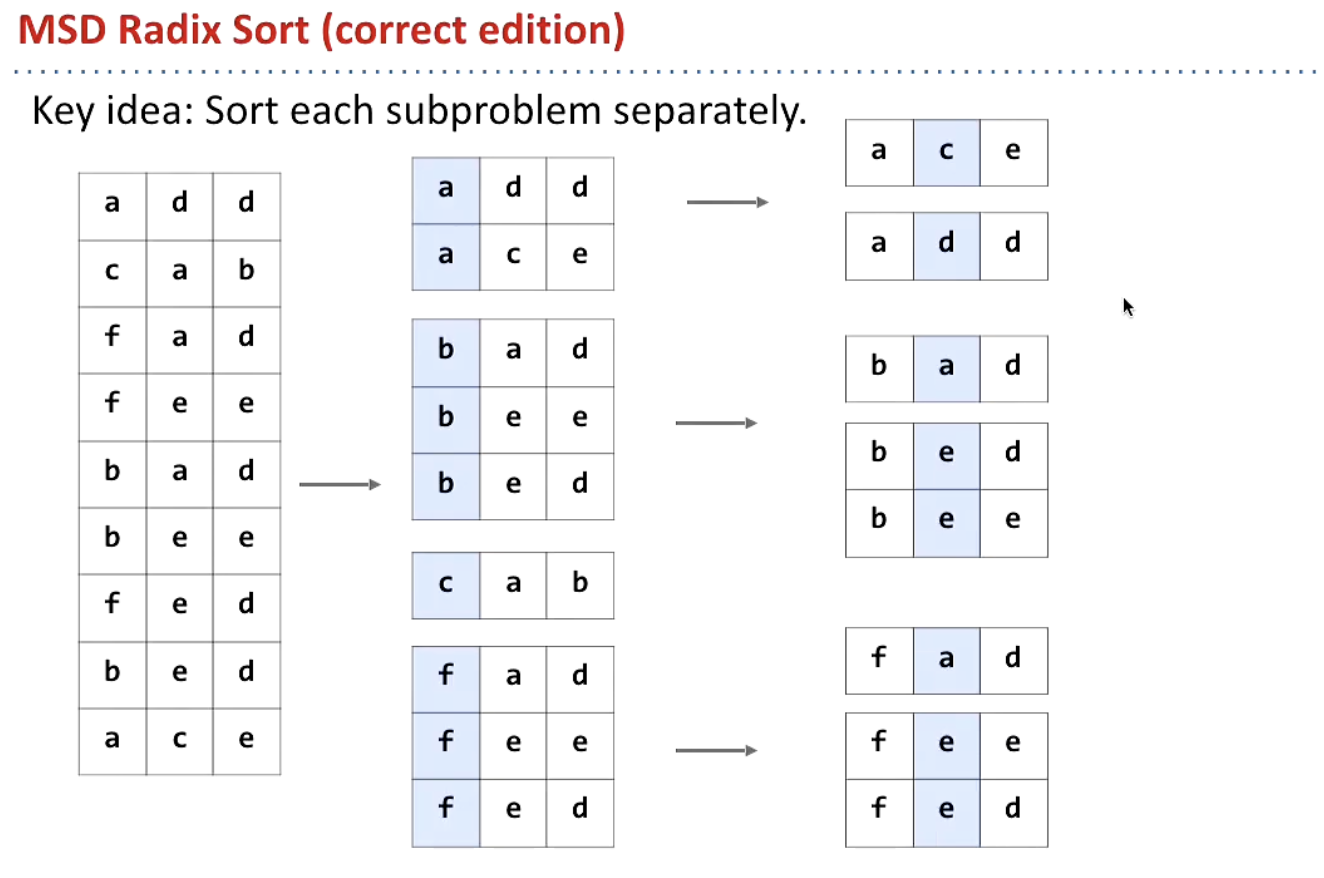 MSD Radix Sort (correct edition)
Key idea: Sort each subproblem separately.
a d d
c a b
f a d
f e e
b a d
b e e
f e d
b e d
a c e
a d d
a c e
b a d
b e e
b e d
c a b
f a d
f e e
f e d
a c e
a d d
b a d
b e d
b e e
f a d
f e e
f e d